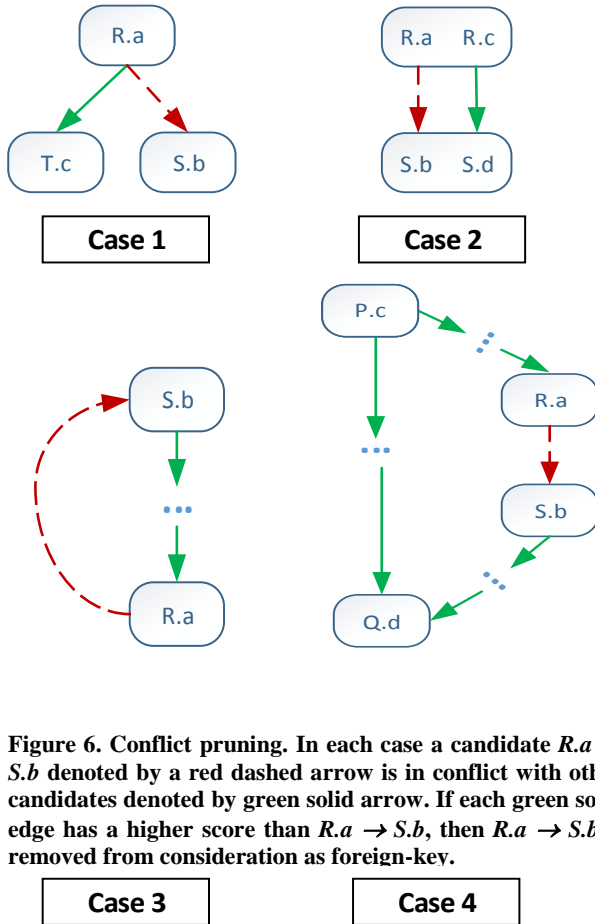 R.a
T.c S.b
Case 1
R.a R.c
S.b S.d
Case 2
S.b
...
R.a
P.c
...
R.a
...
S.b
...
Q.d
Figure 6. Conflict pruning. In each case a candidate R.a
S.b denoted by a red dashed arrow is in conflict with oth
candidates denoted by green solid arrow. If each green so
edge has a higher score than R.a → S.b, then R.a → S.b
removed from consideration as foreign-key.
Case 3
Case 4